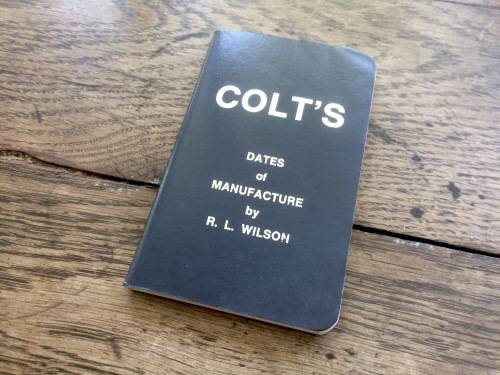 COLT'S
DATES
of
MANUFACTURE
by
R. L. WILSON